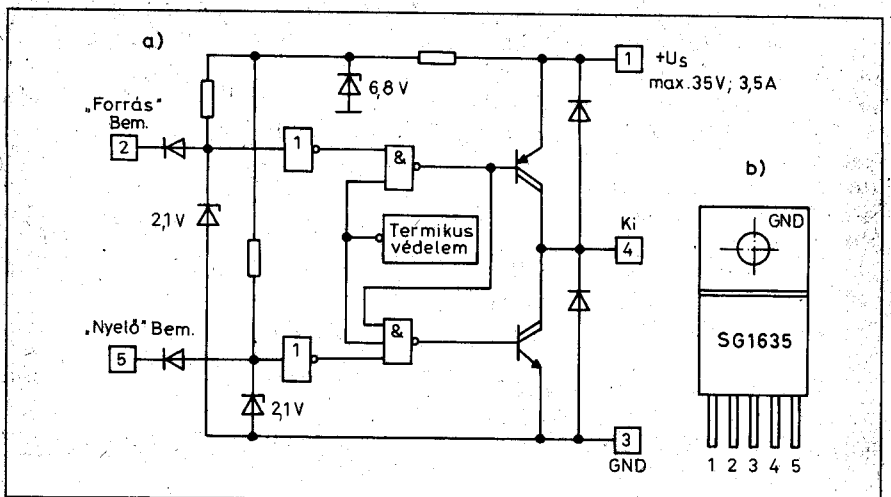 a)
1
+Us
max. 35V; 3,5A
6,8 V
„Forrás"
Bem.
2
1
&
2,1V
Termikus
védelem
Ki
4
b)
GND
„Nyelő" Bem.
5
1
&
SG1635
2,1V
3
GND
1 2 3 4 5